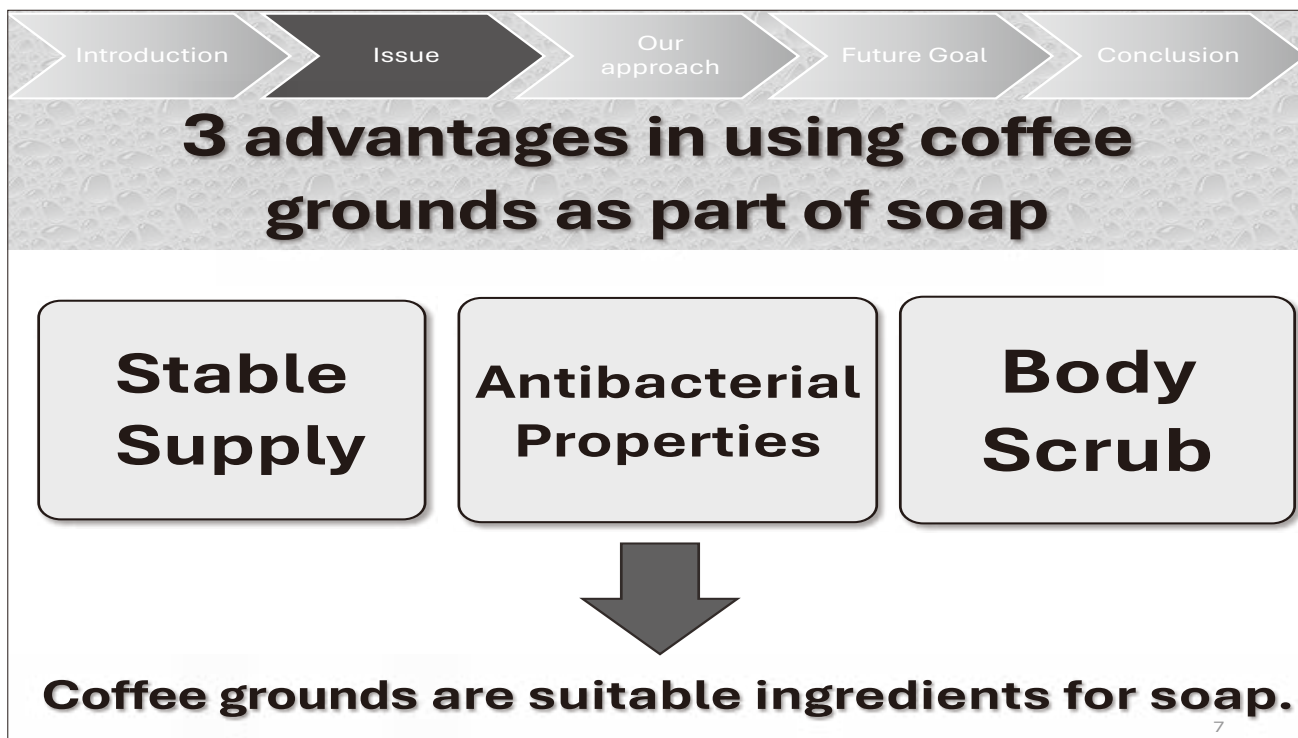 Introduction
Issue
Our
approach
Future Goal
Conclusion
3 advantages in using coffee
grounds as part of soap
Stable
Supply
Antibacterial
Properties
Body
Scrub
Coffee grounds are suitable ingredients for soap.
7